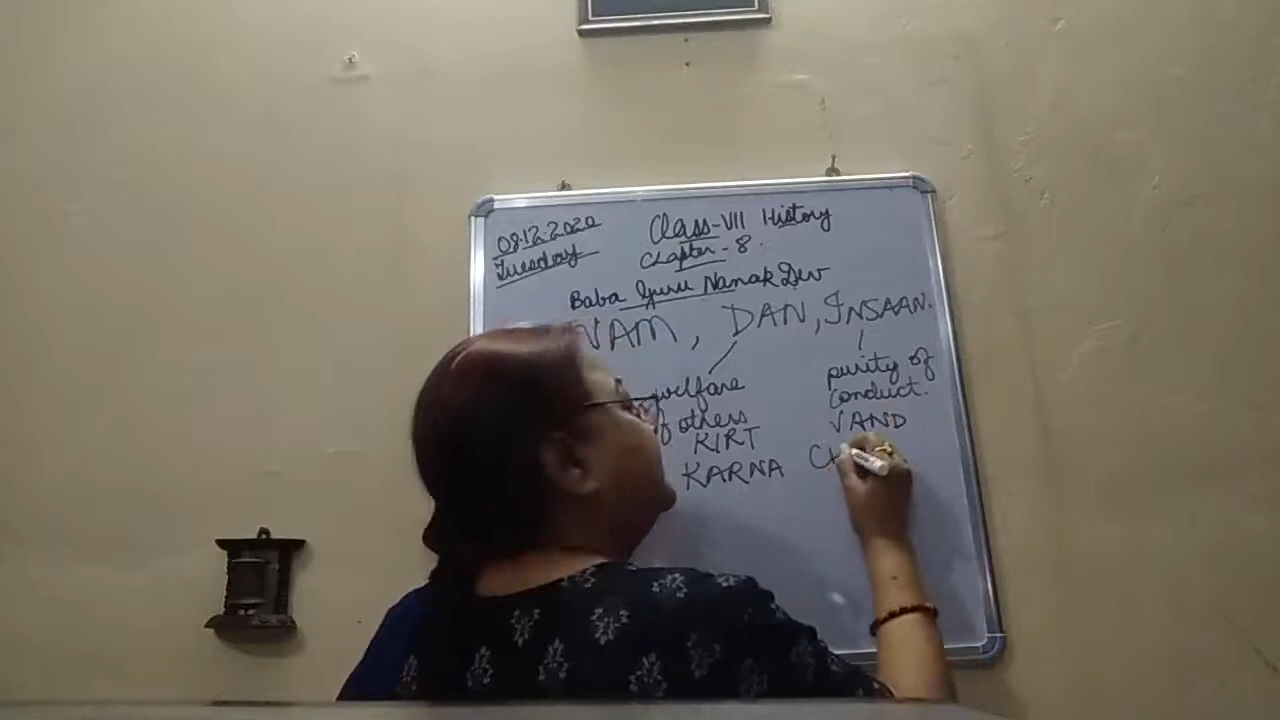 08.12.2020
Tuesday
Class-VII History
Chapter-8.
Baba Guru Nanak Dev
NAM, DAN, INSAAN.
welfare
of others
purity of
conduct.
KIRT
KARNA
VAND